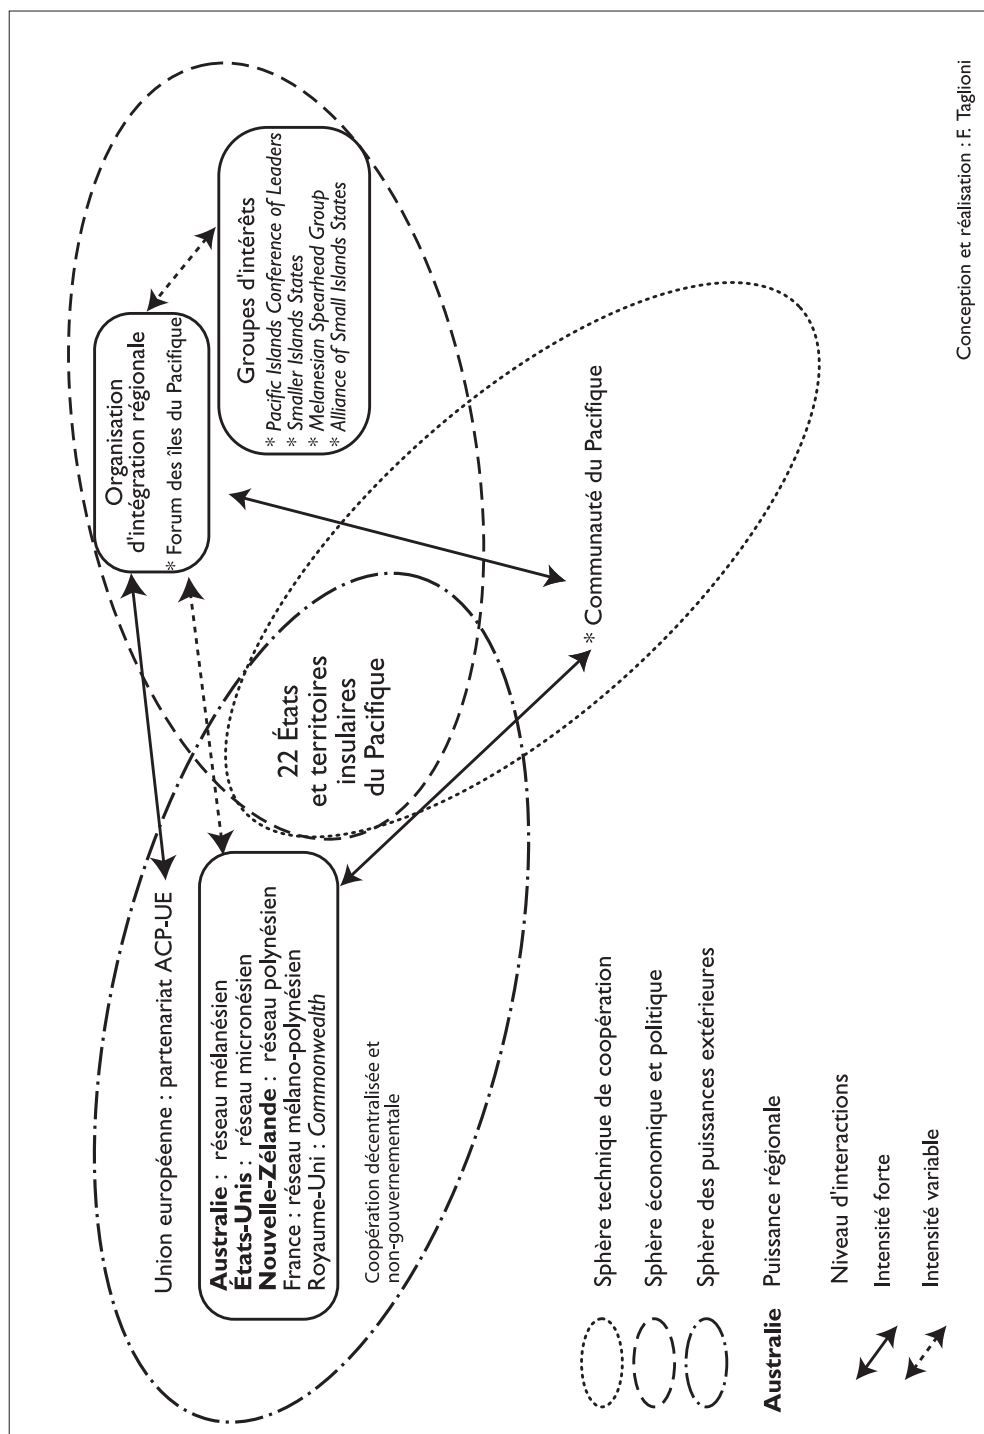 Union européenne : partenariat ACP-UE
Australie : réseau mélanésien
États-Unis : réseau micronésien
Nouvelle-Zélande : réseau polynésien
France : réseau mélano-polynésien
Royaume-Uni : Commonwealth
Coopération décentralisée et
non-gouvernementale
22 États
et territoires
insulaires
du Pacifique
Organisation
d'intégration régionale
* Forum des îles du Pacifique
Groupes d'intérêts
* Pacific Islands Conference of Leaders
* Smaller Islands States
* Melanesian Spearhead Group
* Alliance of Small Islands States
* Communauté du Pacifique
Sphère technique de coopération
Sphère économique et politique
Sphère des puissances extérieures
Australie Puissance régionale
Niveau d'interactions
Intensité forte
Intensité variable
Conception et réalisation : F. Taglioni